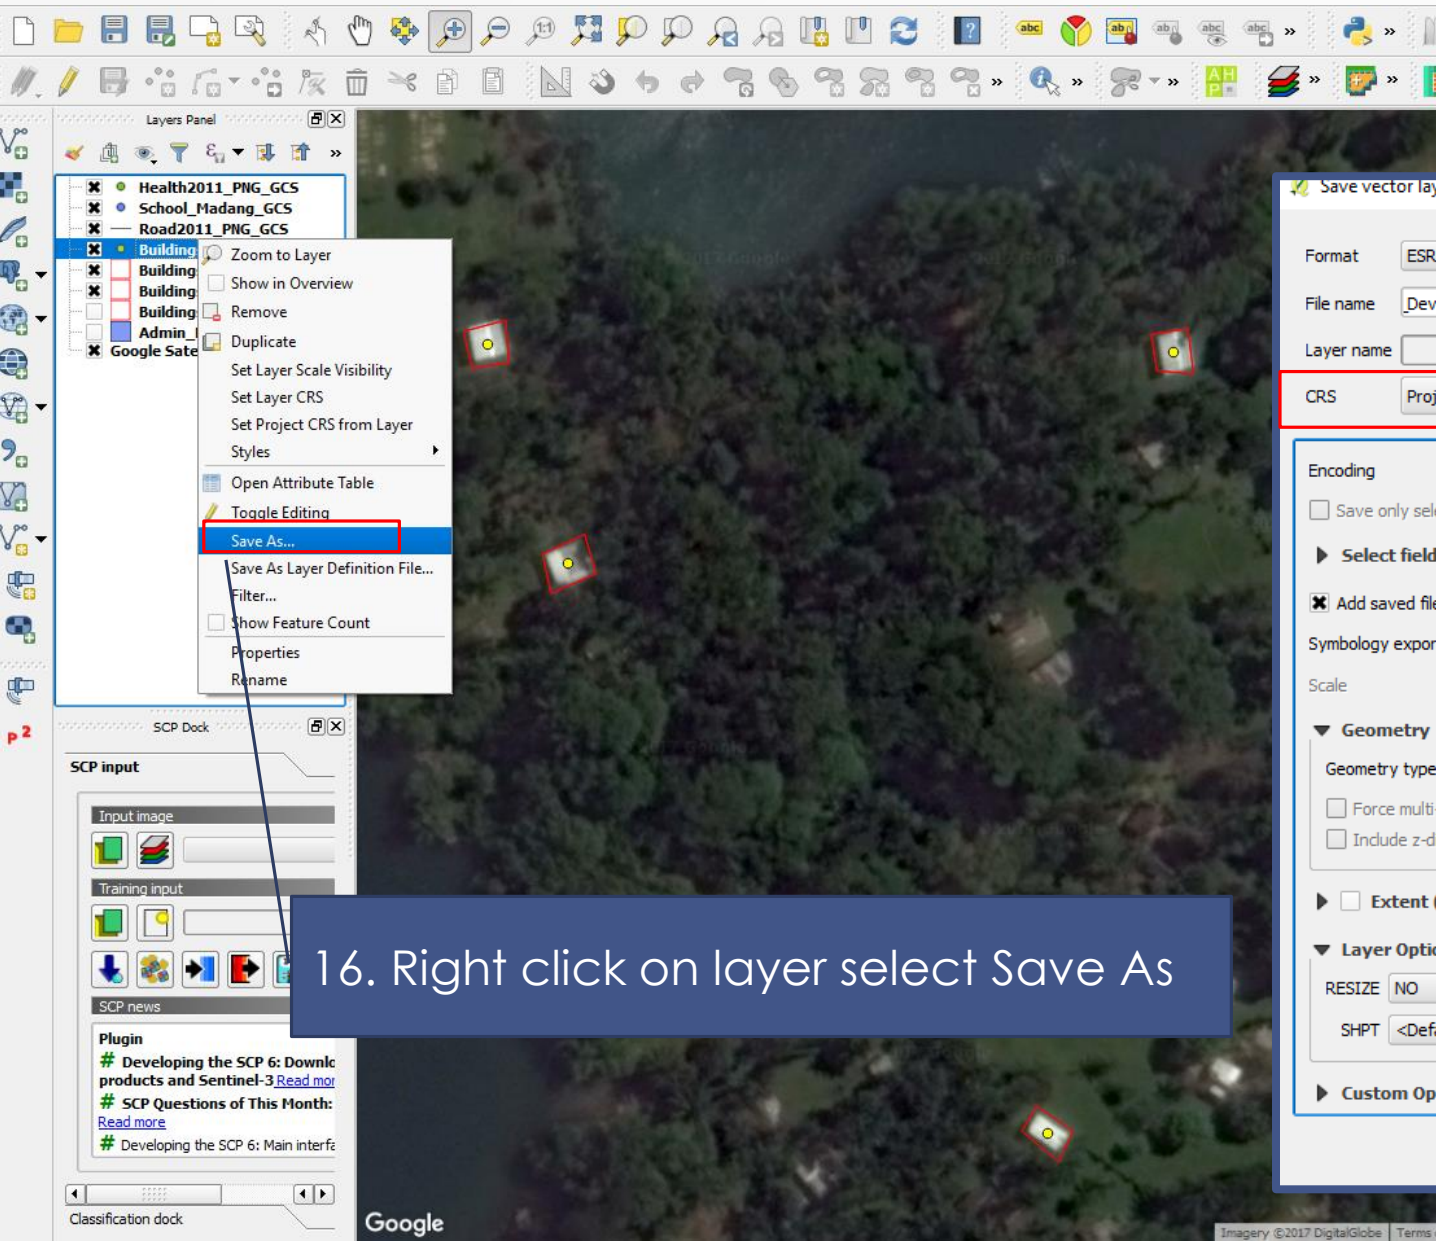 Layers Panel
Health2011_PNG_GCS
School_Madang_GCS
Road2011_PNG_GCS
Building
Building
Building
Building
Admin_
Google Sate
Zoom to Layer
Show in Overview
Remove
Duplicate
Set Layer Scale Visibility
Set Layer CRS
Set Project CRS from Layer
Styles
Open Attribute Table
Toggle Editing
Save As...
Save As Layer Definition File...
Filter...
Show Feature Count
Properties
Rename
SCP Dock
SCP input
Input image
Training input
SCP news
Plugin
# Developing the SCP 6: Downlo
products and Sentinel-3 Read mor
# SCP Questions of This Month:
Read more
# Developing the SCP 6: Main interfa
Classification dock
16. Right click on layer select Save As
Save vector lay
Format ESR
File name _Dev
Layer name
CRS Proj
Encoding
Save only sele
Select field
Add saved file
Symbology expor
Scale
Geometry
Geometry type
Force multi-
Include z-di
Extent (
Layer Optio
RESIZE NO
SHPT <Defa
Custom Op
Google
Imagery ©2017 DigitalGlobe Terms